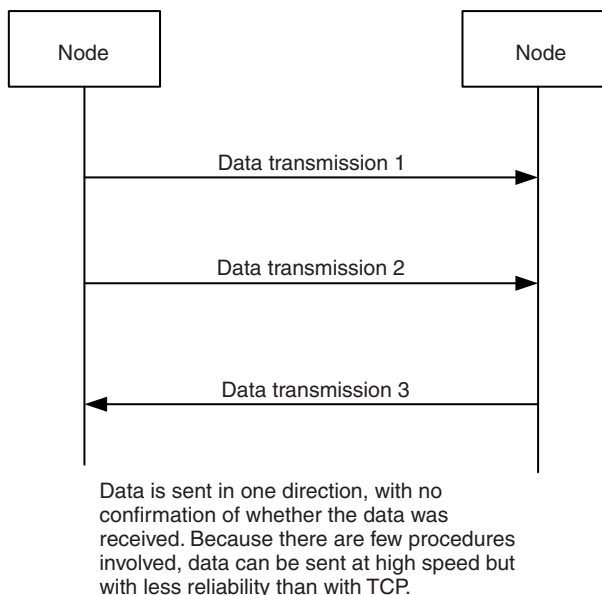 Node
Node
Data transmission 1
Data transmission 2
Data transmission 3
Data is sent in one direction, with no
confirmation of whether the data was
received. Because there are few procedures
involved, data can be sent at high speed but
with less reliability than with TCP.